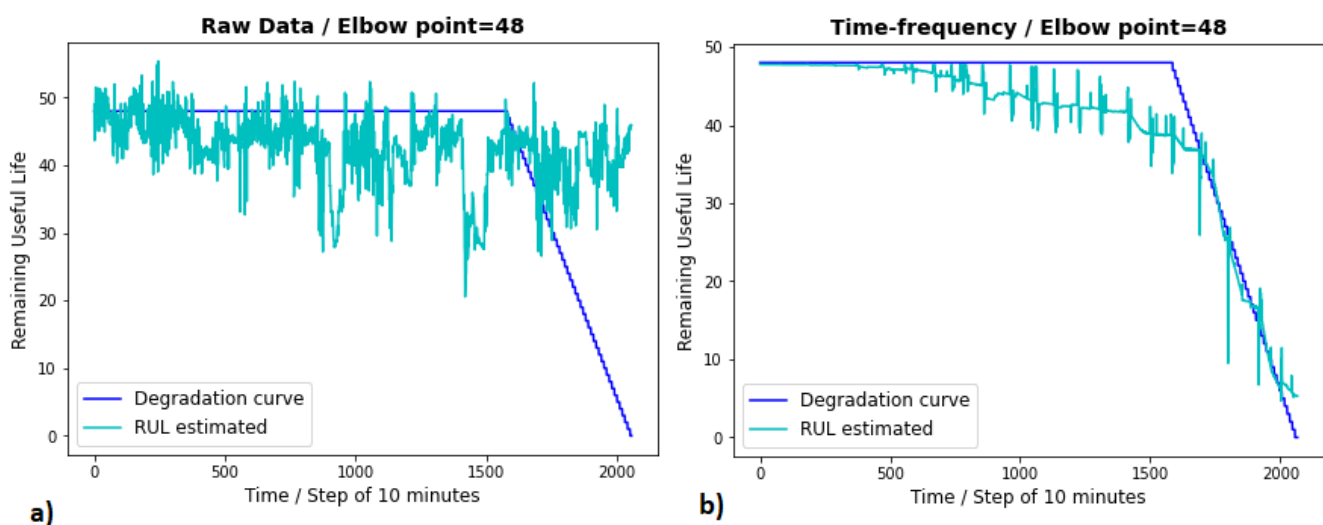 Raw Data / Elbow point=48
Remaining Useful Life
50
40
30
20
10
0
Degradation curve
RUL estimated
0 500 1000 1500 2000
Time / Step of 10 minutes
a)
Time-frequency / Elbow point=48
Remaining Useful Life
50
40
30
20
10
0
Degradation curve
RUL estimated
0 500 1000 1500 2000
Time / Step of 10 minutes
b)